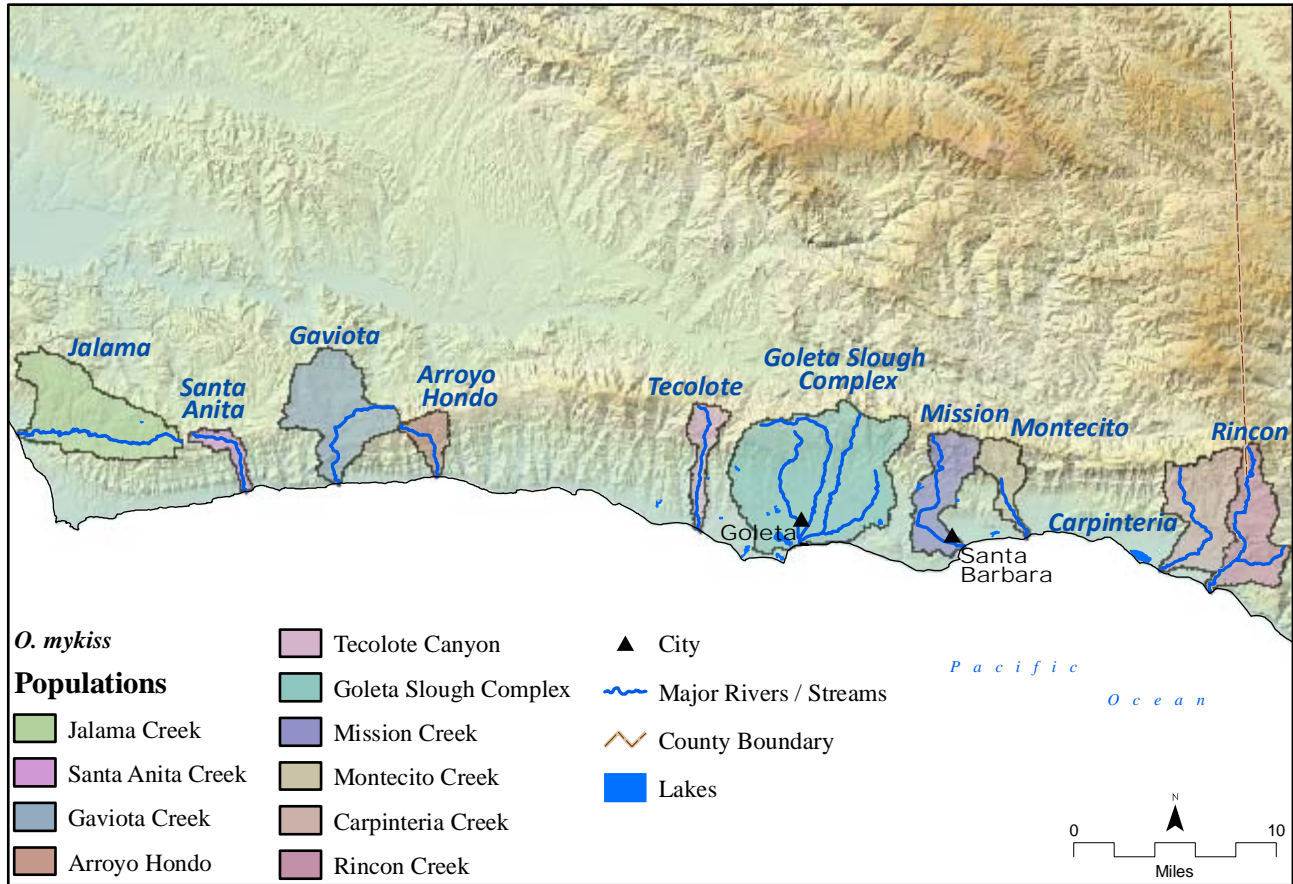 Jalama
Santa
Anita
Gaviota
Arroyo
Hondo
Tecolote
Goleta Slough
Complex
Mission
Montecito
Rincon
Carpinteria
Goleta
Santa
Barbara
O. mykiss
Populations
Jalama Creek
Santa Anita Creek
Gaviota Creek
Arroyo Hondo
Tecolote Canyon
Goleta Slough Complex
Mission Creek
Montecito Creek
Carpinteria Creek
Rincon Creek
City
Major Rivers / Streams
County Boundary
Lakes
Pacific
Ocean
N
0 10
Miles